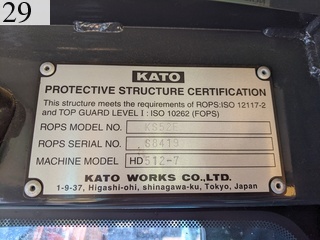 29
KATO
PROTECTIVE STRUCTURE CERTIFICATION
This structure meets the requirements of ROPS:ISO 12117-2
and TOP GUARD LEVEL I : ISO 10262 (FOPS)
ROPS MODEL NO.
ROPS SERIAL NO. S8419
MACHINE MODEL HD512-7
KATO WORKS CO.,LTD.
1-9-37, Higashi-ohi, shinagawa-ku, Tokyo, Japan